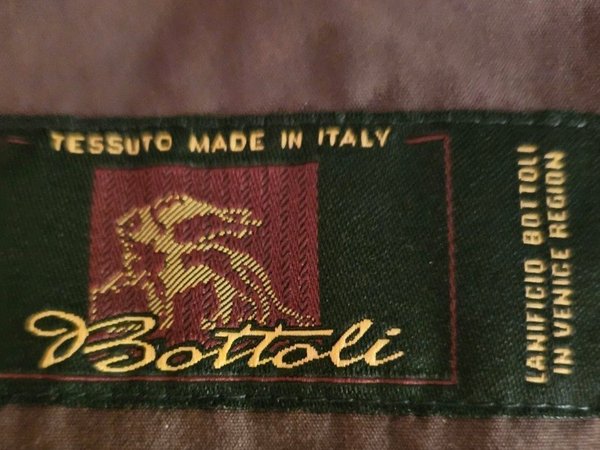 TESSUTO MADE IN ITALY
Bottoli
LANIFICIO BOTTOLI
IN VENICE REGION